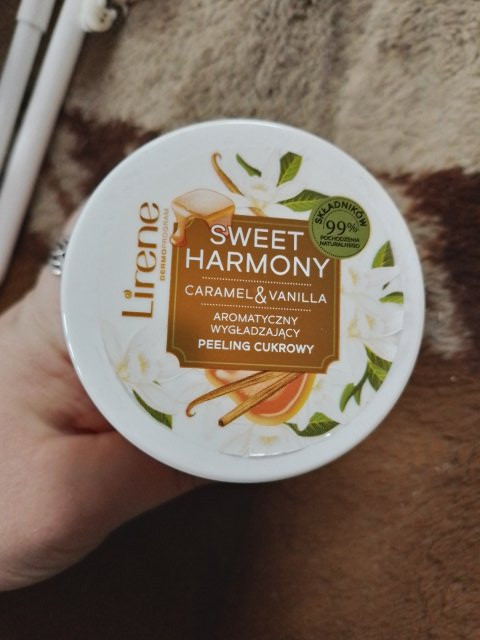 Lirene
DERMOPROGRAM
SWEET
HARMONY
CARAMEL & VANILLA
AROMATYCZNY
WYGŁADZAJĄCY
PEELING CUKROWY
SKŁADNIKÓW
99%
POCHODZENIA
NATURALNEGO